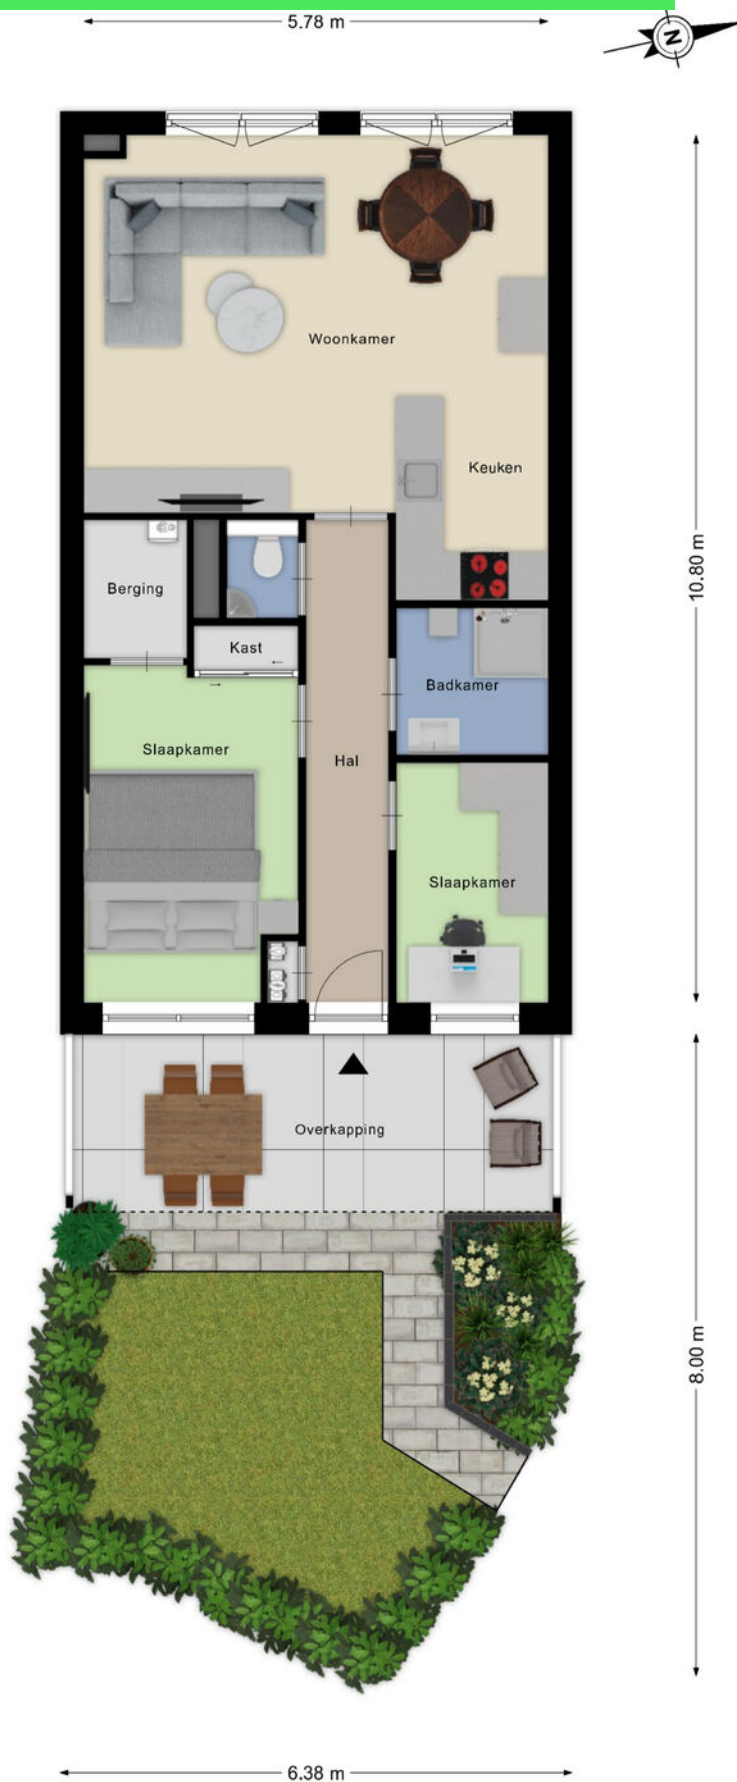 5.78 m
N
Woonkamer
Keuken
10.80 m
Berging
Kast
Badkamer
Slaapkamer
Hal
Slaapkamer
Overkapping
8.00 m
6.38 m